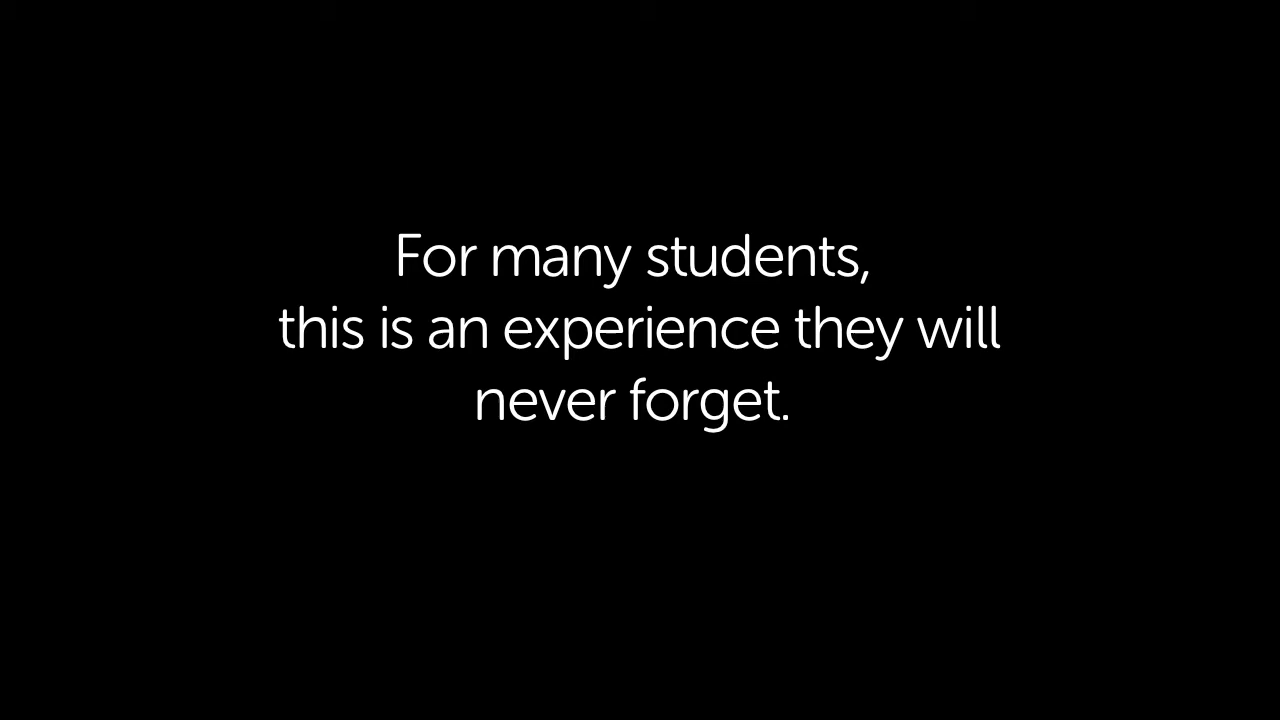 For many students,
this is an experience they will
never forget.